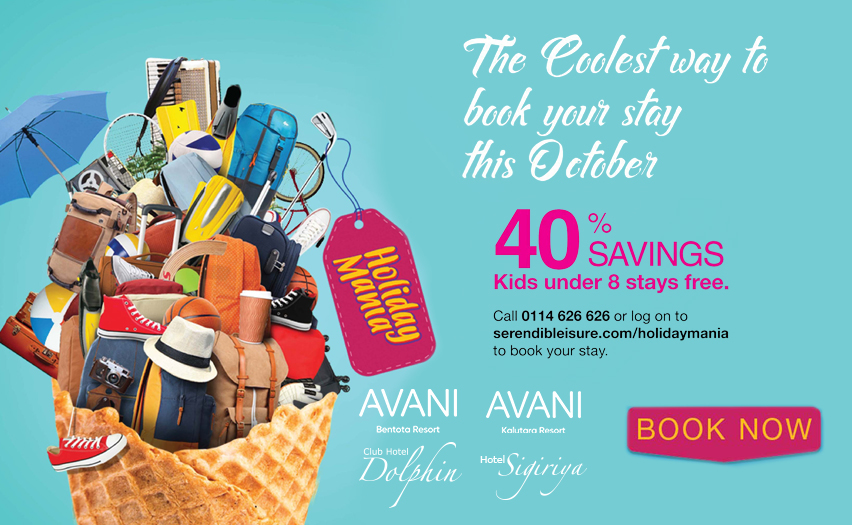 The Coolest way to
book your stay
this October
40% SAVINGS
Kids under 8 stays free.
Call 0114 626 626 or log on to
serendibleisure.com/holidaymania
to book your stay.
Holiday
Mania
AVANI
Bentota Resort
AVANI
Kalutara Resort
Club Hotel
Dolphin
Hotel Sigiriya
BOOK NOW